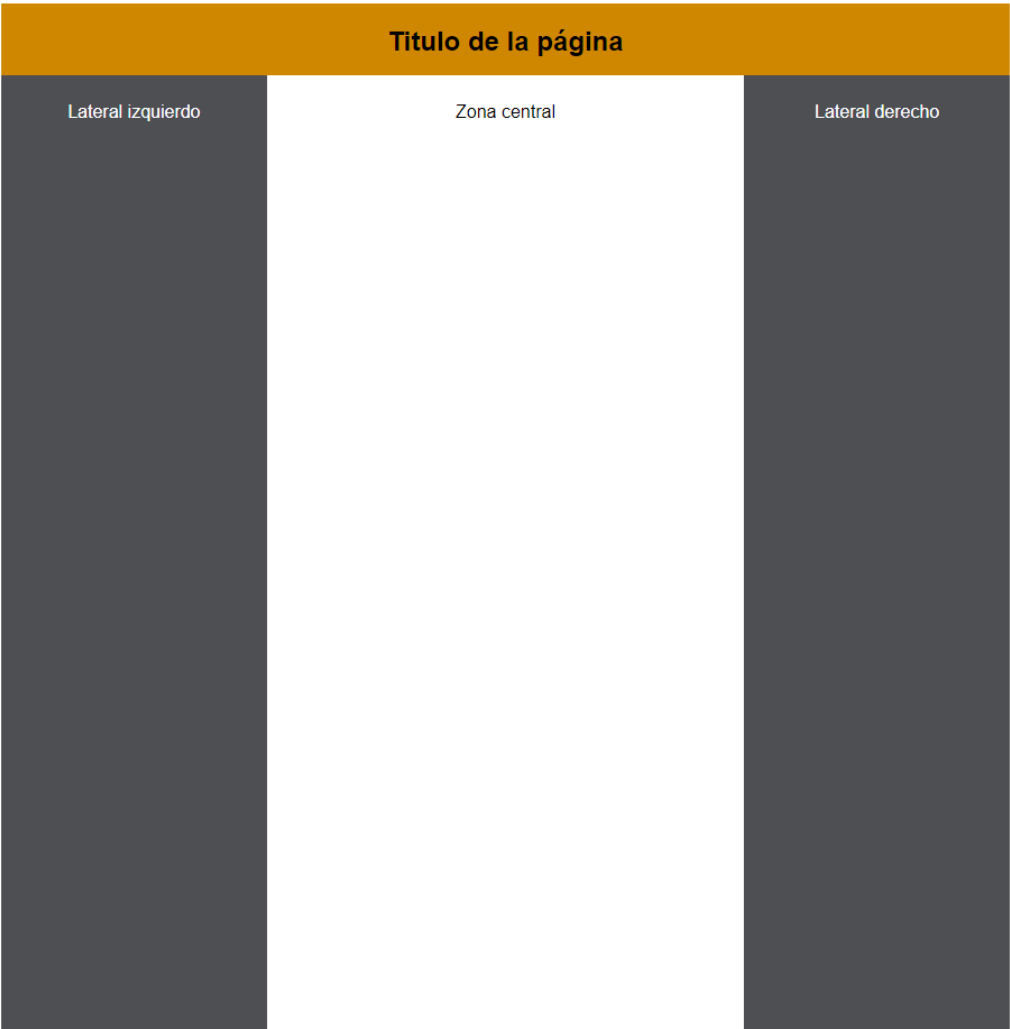 Titulo de la página
Lateral izquierdo
Zona central
Lateral derecho